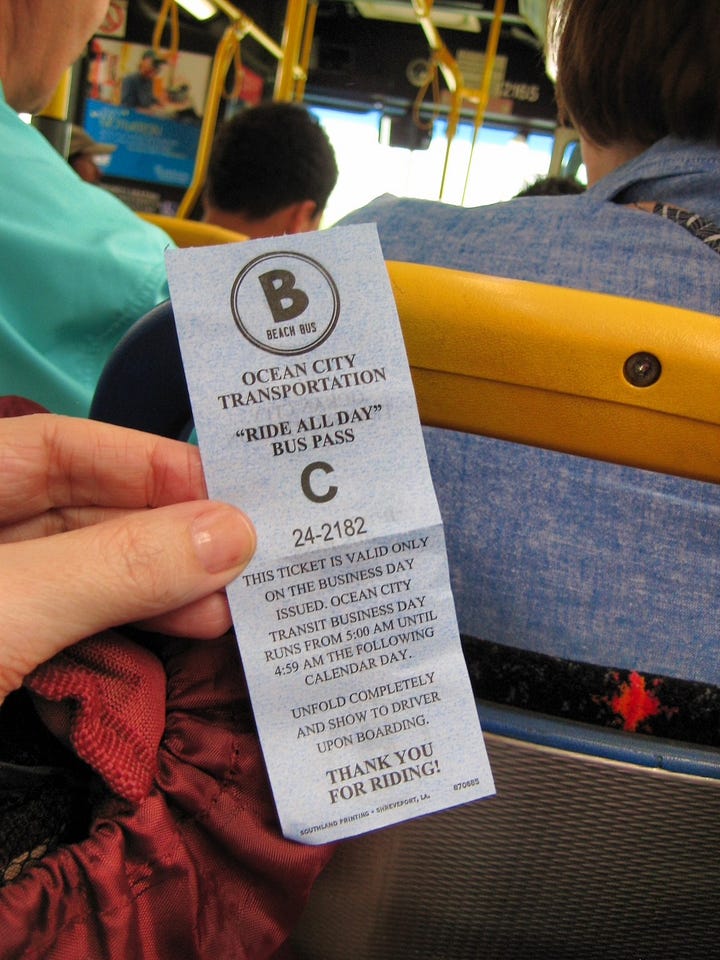 2165
B
BEACH BUS
OCEAN CITY
TRANSPORTATION
“RIDE ALL DAY”
BUS PASS
C
24-2182
THIS TICKET IS VALID ONLY
ON THE BUSINESS DAY
ISSUED. OCEAN CITY
TRANSIT BUSINESS DAY
RUNS FROM 5:00 AM UNTIL
4:59 AM THE FOLLOWING
CALENDAR DAY.
UNFOLD COMPLETELY
AND SHOW TO DRIVER
UPON BOARDING.
THANK YOU
FOR RIDING!
SOUTHLAND PRINTING • SHREVEPORT, LA.
870885